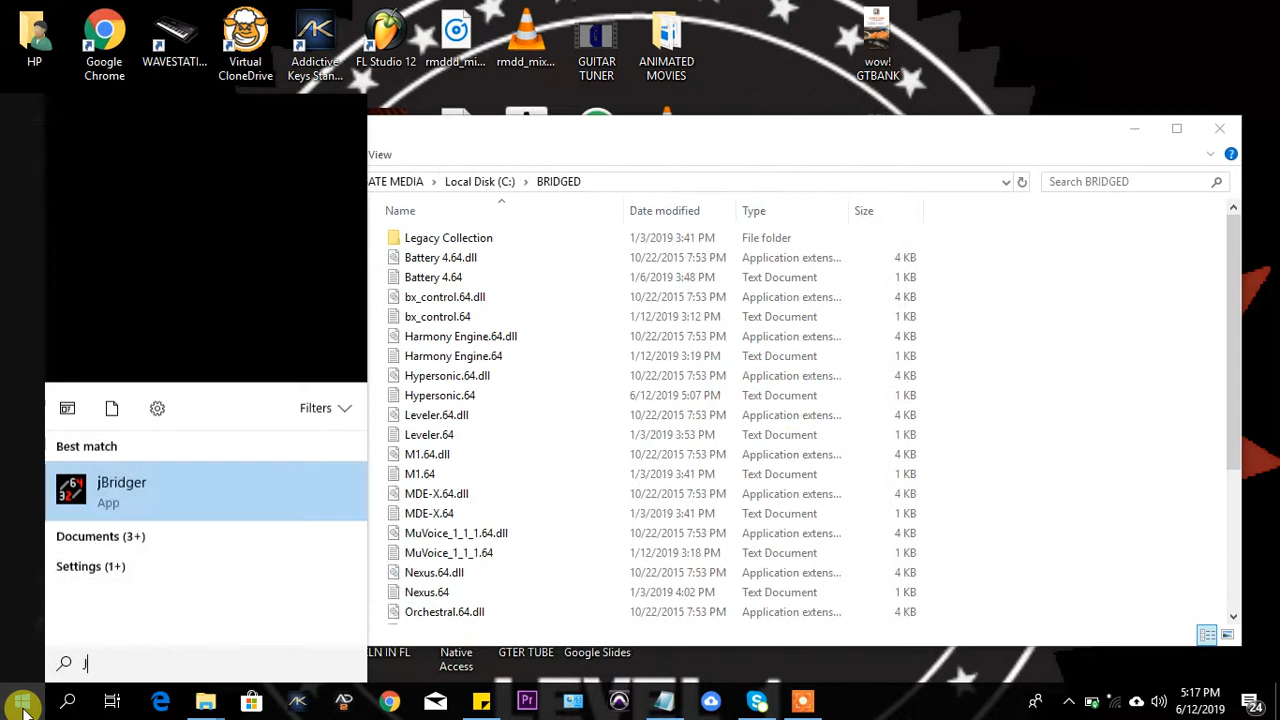 HP
Google
Chrome
WAVESTATI...
Virtual
CloneDrive
Addictive
Keys Stan...
FL Studio 12
rmdd_mi...
rmdd_mix...
GUITAR
TUNER
ANIMATED
MOVIES
wow!
GTBANK
View
ATE MEDIA > Local Disk (C:) > BRIDGED
Search BRIDGED
Name Date modified Type Size
Legacy Collection 1/3/2019 3:41 PM File folder
Battery 4.64.dll 10/22/2015 7:53 PM Application extens... 4 KB
Battery 4.64 1/6/2019 3:48 PM Text Document 1 KB
bx_control.64.dll 10/22/2015 7:53 PM Application extens... 4 KB
bx_control.64 1/12/2019 3:12 PM Text Document 1 KB
Harmony Engine.64.dll 10/22/2015 7:53 PM Application extens... 4 KB
Harmony Engine.64 1/12/2019 3:19 PM Text Document 1 KB
Hypersonic.64.dll 10/22/2015 7:53 PM Application extens... 4 KB
Hypersonic.64 6/12/2019 5:07 PM Text Document 1 KB
Leveler.64.dll 10/22/2015 7:53 PM Application extens... 4 KB
Leveler.64 1/3/2019 3:53 PM Text Document 1 KB
M1.64.dll 10/22/2015 7:53 PM Application extens... 4 KB
M1.64 1/3/2019 3:41 PM Text Document 1 KB
MDE-X.64.dll 10/22/2015 7:53 PM Application extens... 4 KB
MDE-X.64 1/3/2019 3:41 PM Text Document 1 KB
MuVoice_1_1_1.64.dll 10/22/2015 7:53 PM Application extens... 4 KB
MuVoice_1_1_1.64 1/12/2019 3:18 PM Text Document 1 KB
Nexus.64.dll 10/22/2015 7:53 PM Application extens... 4 KB
Nexus.64 1/3/2019 4:02 PM Text Document 1 KB
Orchestral.64.dll 10/22/2015 7:53 PM Application extens... 4 KB
Filters
Best match
64
32
jBridger
App
Documents (3+)
Settings (1+)
J
LN IN FL
Native
Access
GTER TUBE
Google Slides
AK
Pr
5:17 PM
6/12/2019
24